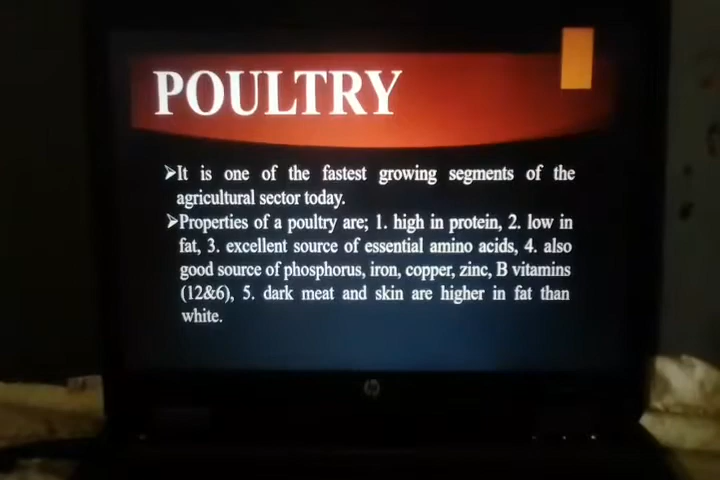 POULTRY
➢It is one of the fastest growing segments of the
agricultural sector today.
➢Properties of a poultry are; 1. high in protein, 2. low in
fat, 3. excellent source of essential amino acids, 4. also
good source of phosphorus, iron, copper, zinc, B vitamins
(12&6), 5. dark meat and skin are higher in fat than
white.
hp